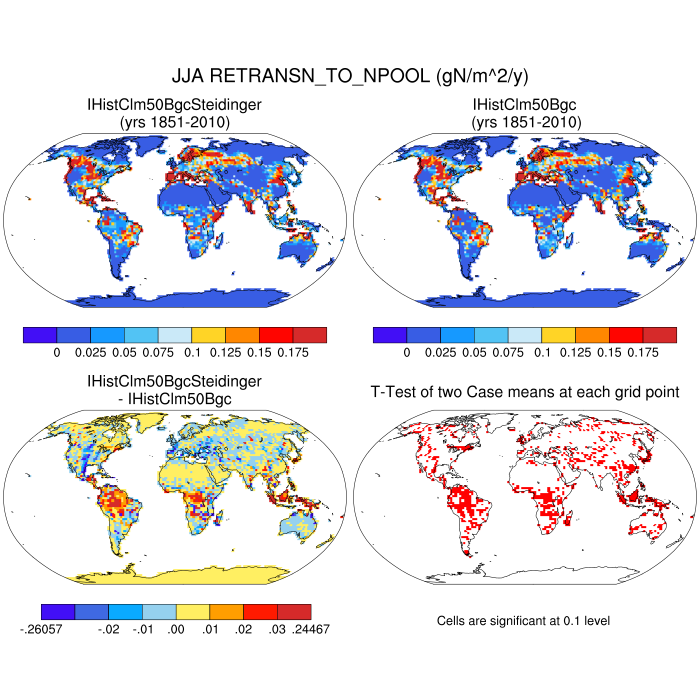 JJA RETRANSN_TO_NPOOL (gN/m^2/y)
IHistClm50BgcSteidinger
(yrs 1851-2010)
IHistClm50Bgc
(yrs 1851-2010)
0 0.025 0.05 0.075 0.1 0.125 0.15 0.175
0 0.025 0.05 0.075 0.1 0.125 0.15 0.175
IHistClm50BgcSteidinger
- IHistClm50Bgc
T-Test of two Case means at each grid point
-.26057 -.02 -.01 .00 .01 .02 .03 .24467
Cells are significant at 0.1 level